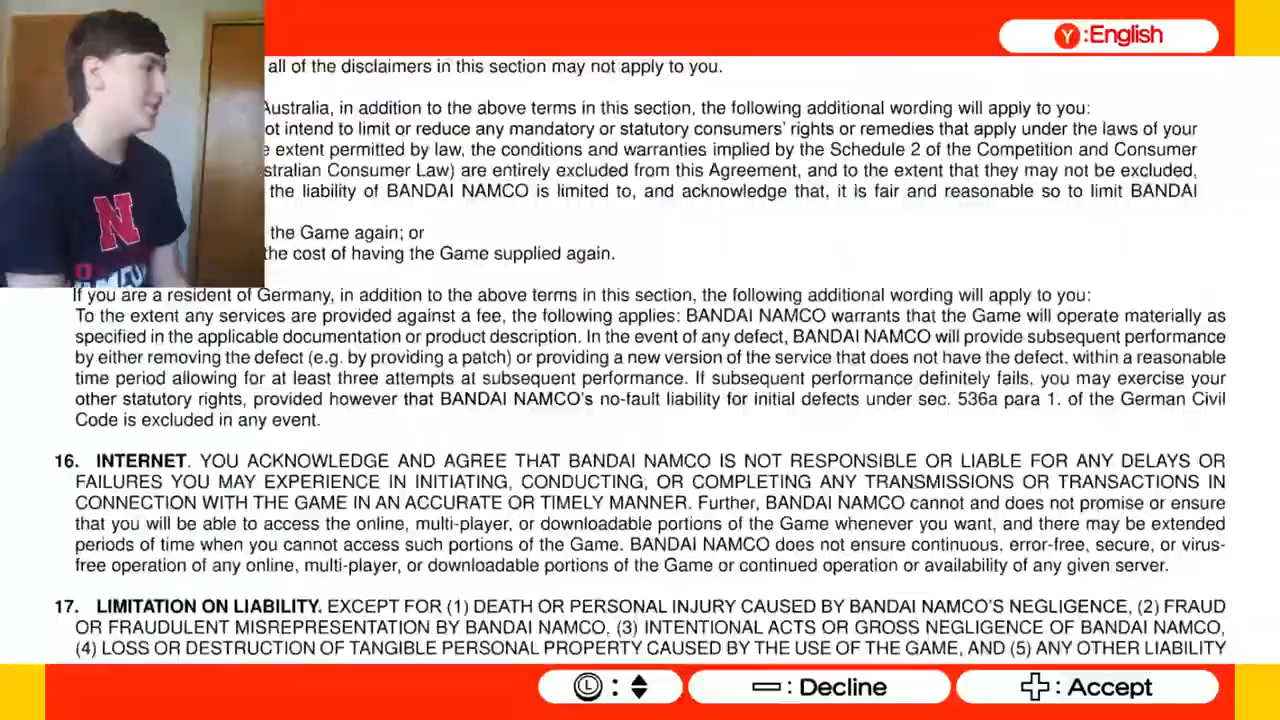 Y:English
all of the disclaimers in this section may not apply to you.
Australia, in addition to the above terms in this section, the following additional wording will apply to you:
ot intend to limit or reduce any mandatory or statutory consumers' rights or remedies that apply under the laws of your
e extent permitted by law, the conditions and warranties implied by the Schedule 2 of the Competition and Consumer
stralian Consumer Law) are entirely excluded from this Agreement, and to the extent that they may not be excluded,
the liability of BANDAI NAMCO is limited to, and acknowledge that, it is fair and reasonable so to limit BANDAI
N
the Game again; or
the cost of having the Game supplied again.
If you are a resident of Germany, in addition to the above terms in this section, the following additional wording will apply to you:
To the extent any services are provided against a fee, the following applies: BANDAI NAMCO warrants that the Game will operate materially as
specified in the applicable documentation or product description. In the event of any defect, BANDAI NAMCO will provide subsequent performance
by either removing the defect (e.g. by providing a patch) or providing a new version of the service that does not have the defect, within a reasonable
time period allowing for at least three attempts at subsequent performance. If subsequent performance definitely fails, you may exercise your
other statutory rights, provided however that BANDAI NAMCO's no-fault liability for initial defects under sec. 536a para 1. of the German Civil
Code is excluded in any event.
16. INTERNET. YOU ACKNOWLEDGE AND AGREE THAT BANDAI NAMCO IS NOT RESPONSIBLE OR LIABLE FOR ANY DELAYS OR
FAILURES YOU MAY EXPERIENCE IN INITIATING, CONDUCTING, OR COMPLETING ANY TRANSMISSIONS OR TRANSACTIONS IN
CONNECTION WITH THE GAME IN AN ACCURATE OR TIMELY MANNER. Further, BANDAI NAMCO cannot and does not promise or ensure
that you will be able to access the online, multi-player, or downloadable portions of the Game whenever you want, and there may be extended
periods of time when you cannot access such portions of the Game. BANDAI NAMCO does not ensure continuous, error-free, secure, or virus-
free operation of any online, multi-player, or downloadable portions of the Game or continued operation or availability of any given server.
17. LIMITATION ON LIABILITY. EXCEPT FOR (1) DEATH OR PERSONAL INJURY CAUSED BY BANDAI NAMCO'S NEGLIGENCE, (2) FRAUD
OR FRAUDULENT MISREPRESENTATION BY BANDAI NAMCO, (3) INTENTIONAL ACTS OR GROSS NEGLIGENCE OF BANDAI NAMCO,
(4) LOSS OR DESTRUCTION OF TANGIBLE PERSONAL PROPERTY CAUSED BY THE USE OF THE GAME, AND (5) ANY OTHER LIABILITY
L : Decline : Accept